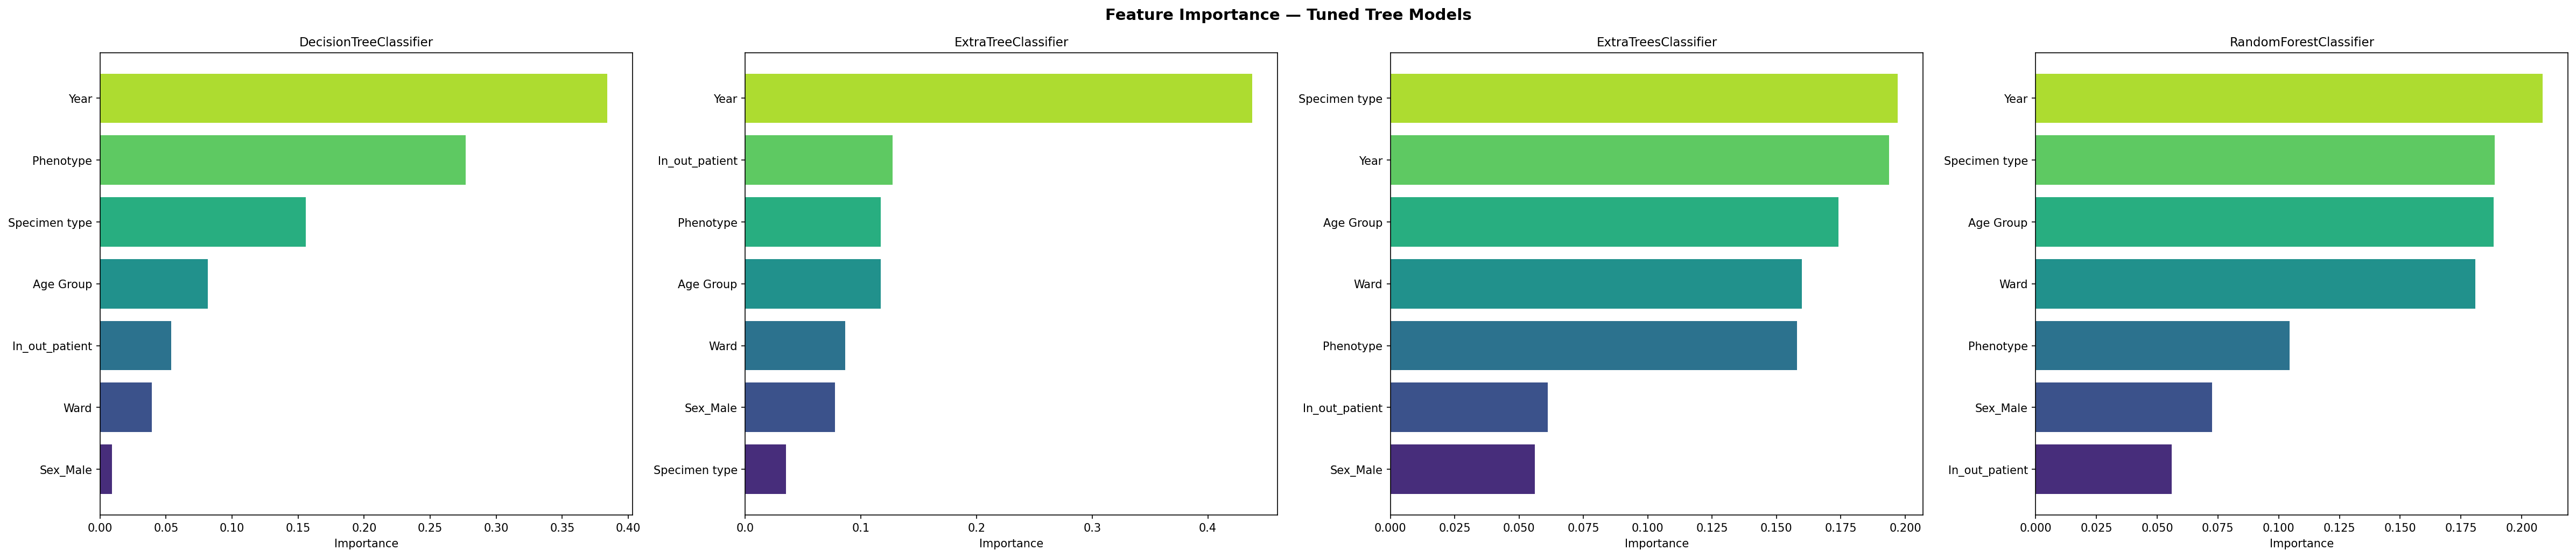 Feature Importance — Tuned Tree Models
DecisionTreeClassifier
Year
Phenotype
Specimen type
Age Group
In_out_patient
Ward
Sex_Male
0.00 0.05 0.10 0.15 0.20 0.25 0.30 0.35 0.40
Importance
ExtraTreeClassifier
Year
In_out_patient
Phenotype
Age Group
Ward
Sex_Male
Specimen type
0.0 0.1 0.2 0.3 0.4
Importance
ExtraTreesClassifier
Specimen type
Year
Age Group
Ward
Phenotype
In_out_patient
Sex_Male
0.000 0.025 0.050 0.075 0.100 0.125 0.150 0.175 0.200
Importance
RandomForestClassifier
Year
Specimen type
Age Group
Ward
Phenotype
Sex_Male
In_out_patient
0.000 0.025 0.050 0.075 0.100 0.125 0.150 0.175 0.200
Importance